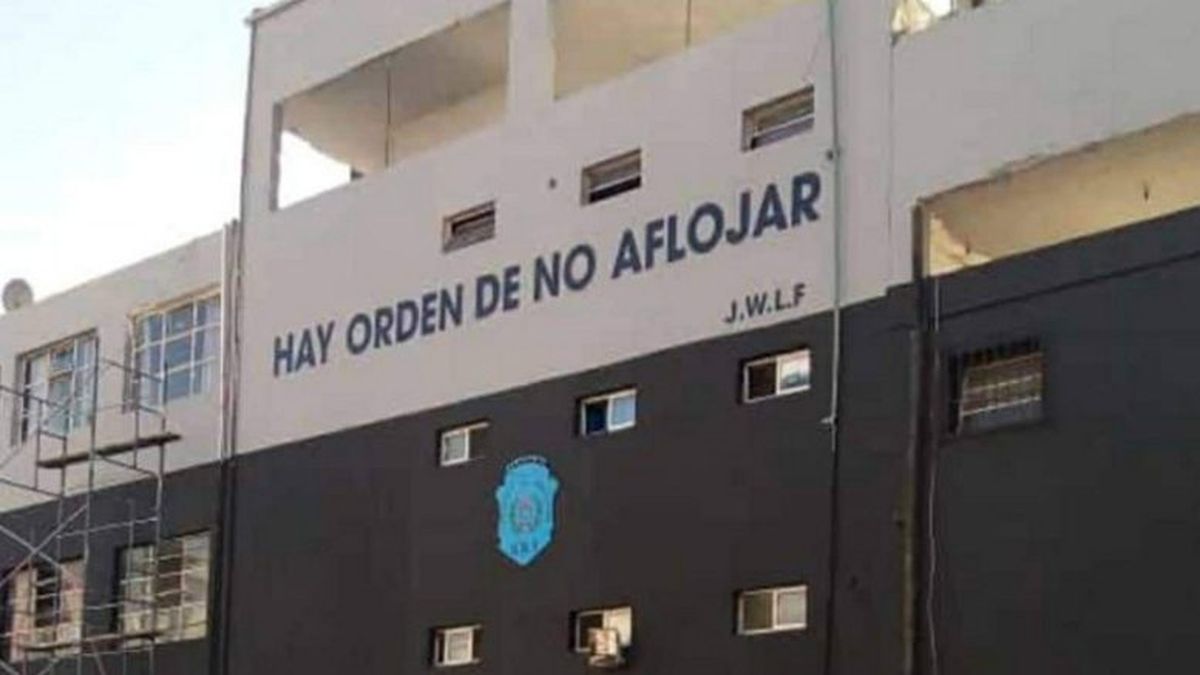 HAY ORDEN DE NO AFLOJAR
J.W.L.F